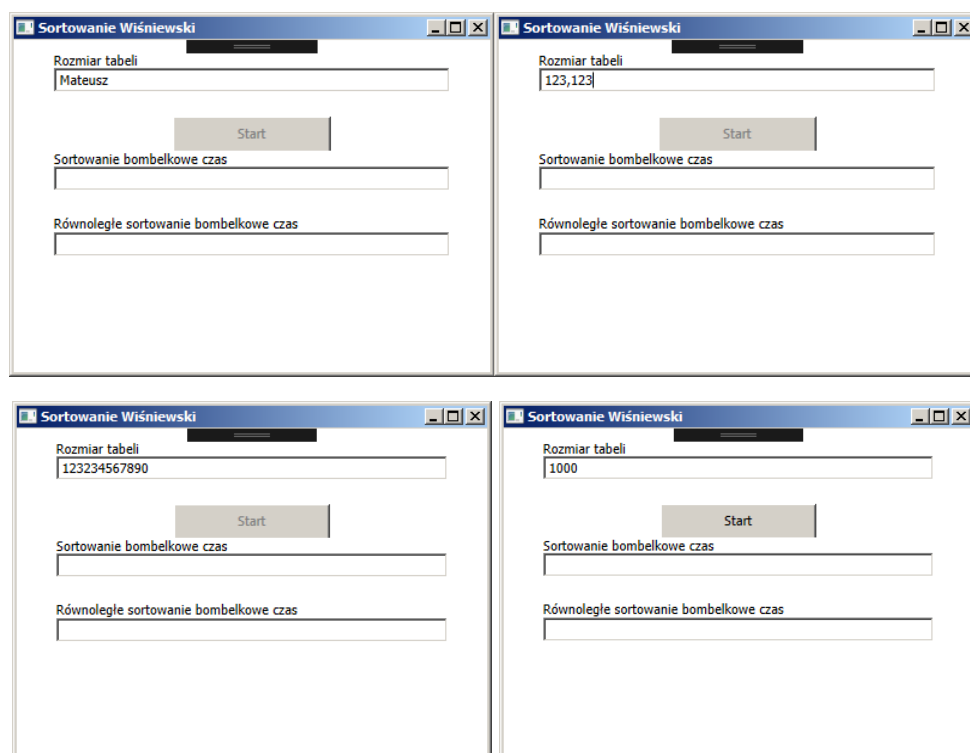 Sortowanie Wiśniewski
Rozmiar tabeli
Mateusz
Start
Sortowanie bombelkowe czas
Równoległe sortowanie bombelkowe czas
Sortowanie Wiśniewski
Rozmiar tabeli
123,123
Start
Sortowanie bombelkowe czas
Równoległe sortowanie bombelkowe czas
Sortowanie Wiśniewski
Rozmiar tabeli
123234567890
Start
Sortowanie bombelkowe czas
Równoległe sortowanie bombelkowe czas
Sortowanie Wiśniewski
Rozmiar tabeli
1000
Start
Sortowanie bombelkowe czas
Równoległe sortowanie bombelkowe czas